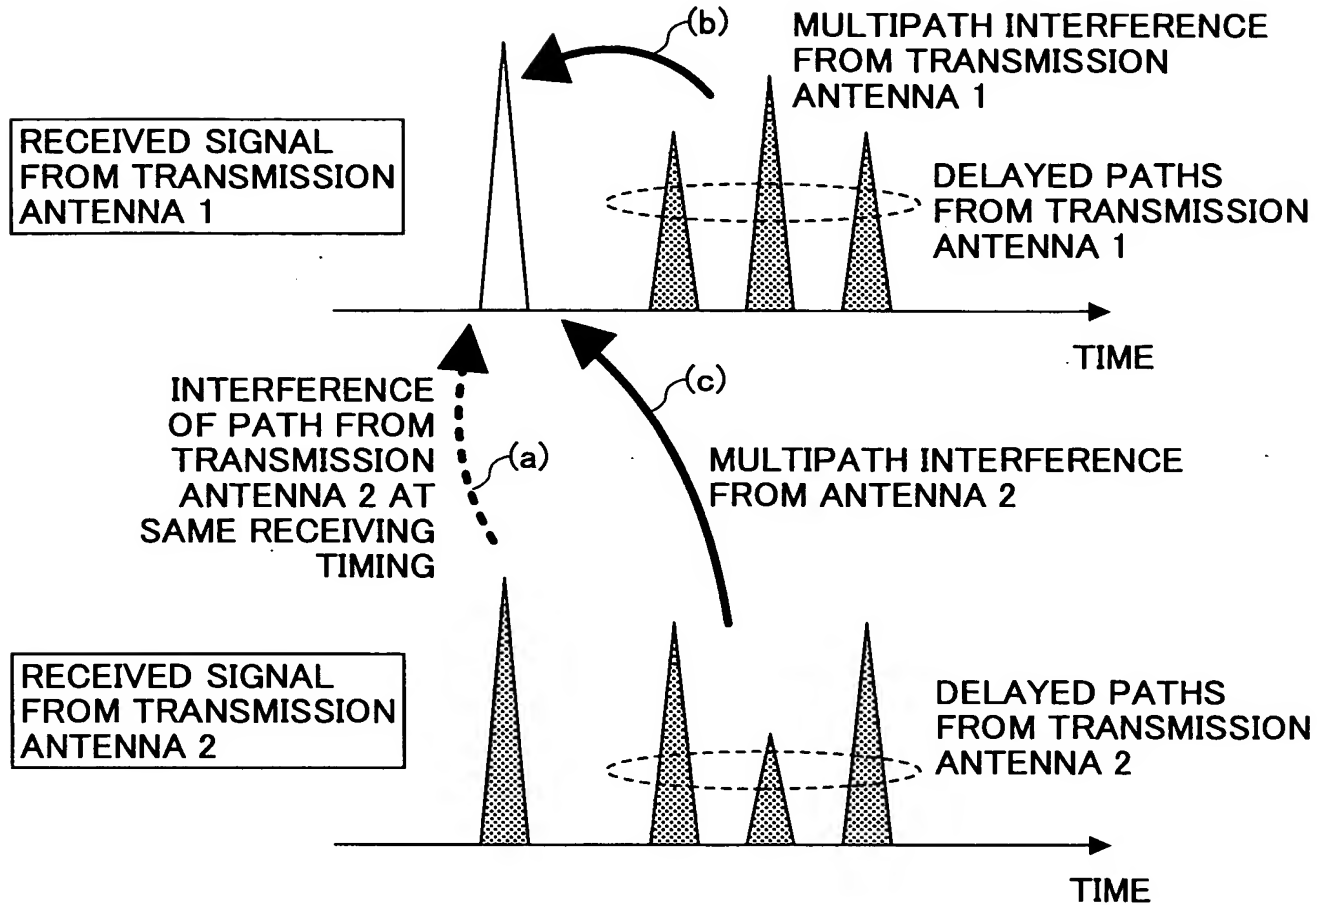 (b)
MULTIPATH INTERFERENCE
FROM TRANSMISSION
ANTENNA 1
RECEIVED SIGNAL
FROM TRANSMISSION
ANTENNA 1
DELAYED PATHS
FROM TRANSMISSION
ANTENNA 1
TIME
INTERFERENCE
OF PATH FROM
TRANSMISSION
ANTENNA 2 AT
SAME RECEIVING
TIMING
(a)
(c)
MULTIPATH INTERFERENCE
FROM ANTENNA 2
RECEIVED SIGNAL
FROM TRANSMISSION
ANTENNA 2
DELAYED PATHS
FROM TRANSMISSION
ANTENNA 2
TIME